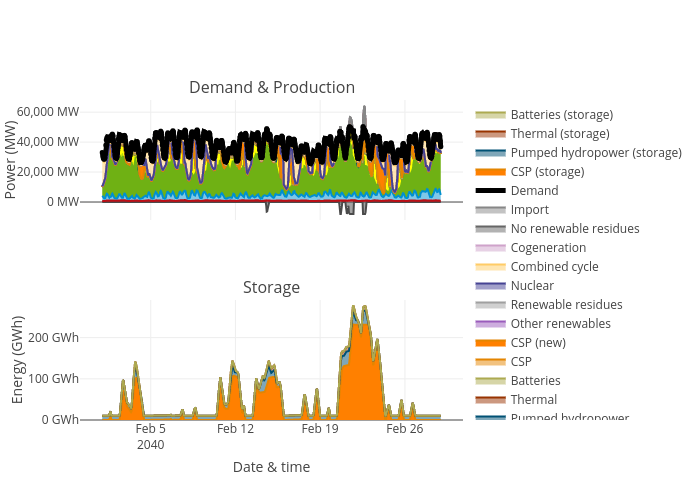 Demand & Production
60,000 MW
40,000 MW
20,000 MW
0 MW
Power (MW)
Storage
200 GWh
100 GWh
0 GWh
Energy (GWh)
Feb 5
2040
Feb 12
Feb 19
Feb 26
Date & time
Batteries (storage)
Thermal (storage)
Pumped hydropower (storage)
CSP (storage)
Demand
Import
No renewable residues
Cogeneration
Combined cycle
Nuclear
Renewable residues
Other renewables
CSP (new)
CSP
Batteries
Thermal
Pumped hydropower